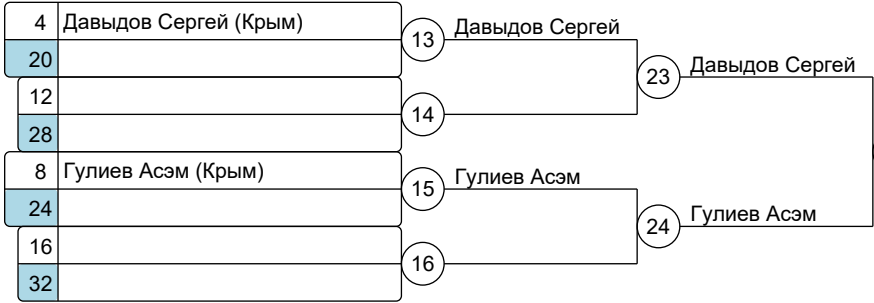 4 Давыдов Сергей (Крым)
20
13 Давыдов Сергей
12
28
14
23 Давыдов Сергей
8 Гулиев Асэм (Крым)
24
15 Гулиев Асэм
16
32
16
24 Гулиев Асэм